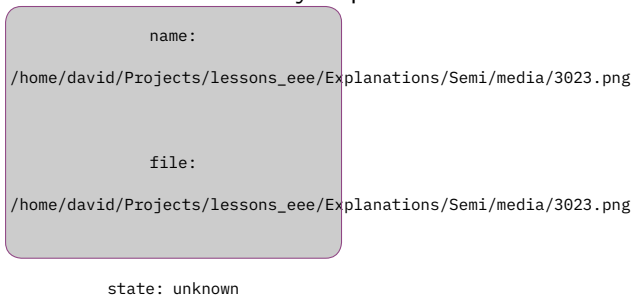 name:
/home/david/Projects/lessons_eee/Explanations/Semi/media/3023.png
file:
/home/david/Projects/lessons_eee/Explanations/Semi/media/3023.png
state: unknown